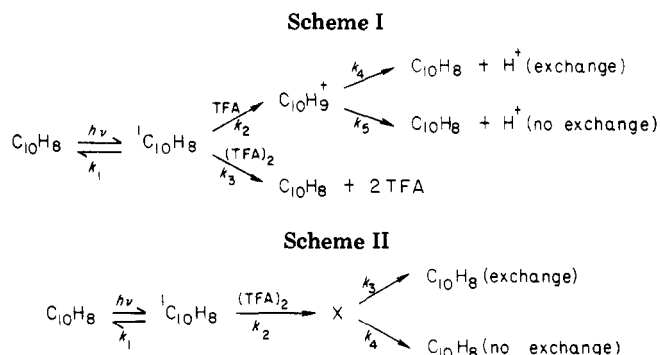 Scheme I
k₄ C₁₀H₈ + H⁺ (exchange)
TFA C₁₀H₉⁺
k₂ k₅ C₁₀H₈ + H⁺ (no exchange)
C₁₀H₈ hν ¹C₁₀H₈
k₁ (TFA)₂
k₃ C₁₀H₈ + 2 TFA
Scheme II
k₃ C₁₀H₈ (exchange)
C₁₀H₈ hν ¹C₁₀H₈ (TFA)₂ X
k₁ k₂
k₄ C₁₀H₈ (no exchange)